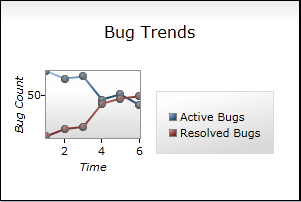 Bug Trends
Bug Count
50
2 4 6
Time
Active Bugs
Resolved Bugs